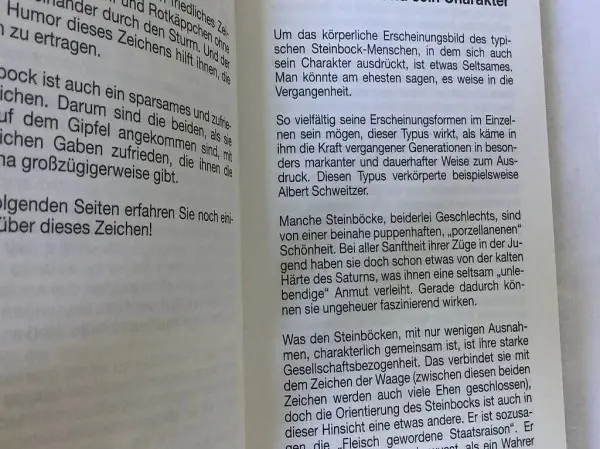 friedliches Zei-
einander durch den Sturm. Und der
und Rotkäppchen ohne
Humor dieses Zeichens hilft ihnen, die
zu ertragen.
bock ist auch ein sparsames und zufrie-
ichen. Darum sind die beiden, als sie
uf dem Gipfel angekommen sind, mit
ichen Gaben zufrieden, die ihnen die
na großzügigerweise gibt.
olgenden Seiten erfahren Sie noch eini-
über dieses Zeichen!
sein Charakter
Um das körperliche Erscheinungsbild des typi-
schen Steinbock-Menschen, in dem sich auch
sein Charakter ausdrückt, ist etwas Seltsames.
Man könnte am ehesten sagen, es weise in die
Vergangenheit.
So vielfältig seine Erscheinungsformen im Einzel-
nen sein mögen, dieser Typus wirkt, als käme in
ihm die Kraft vergangener Generationen in beson-
ders markanter und dauerhafter Weise zum Aus-
druck. Diesen Typus verkörperte beispielsweise
Albert Schweitzer.
Manche Steinböcke, beiderlei Geschlechts, sind
von einer beinahe puppenhaften, „porzellanenen“
Schönheit. Bei aller Sanftheit ihrer Züge in der Ju-
gend haben sie doch schon etwas von der kalten
Härte des Saturns, was ihnen eine seltsam „unle-
bendige“ Anmut verleiht. Gerade dadurch kön-
nen sie ungeheuer faszinierend wirken.
Was den Steinböcken, mit nur wenigen Ausnah-
men, charakterlich gemeinsam ist, ist ihre starke
Gesellschaftsbezogenheit. Das verbindet sie mit
dem Zeichen der Waage (zwischen diesen beiden
Zeichen werden auch viele Ehen geschlossen),
doch die Orientierung des Steinbocks ist auch in
dieser Hinsicht eine etwas andere. Er ist sozusa-
gen die „Fleisch gewordene Staatsraison“. Er
als ein Wahrer